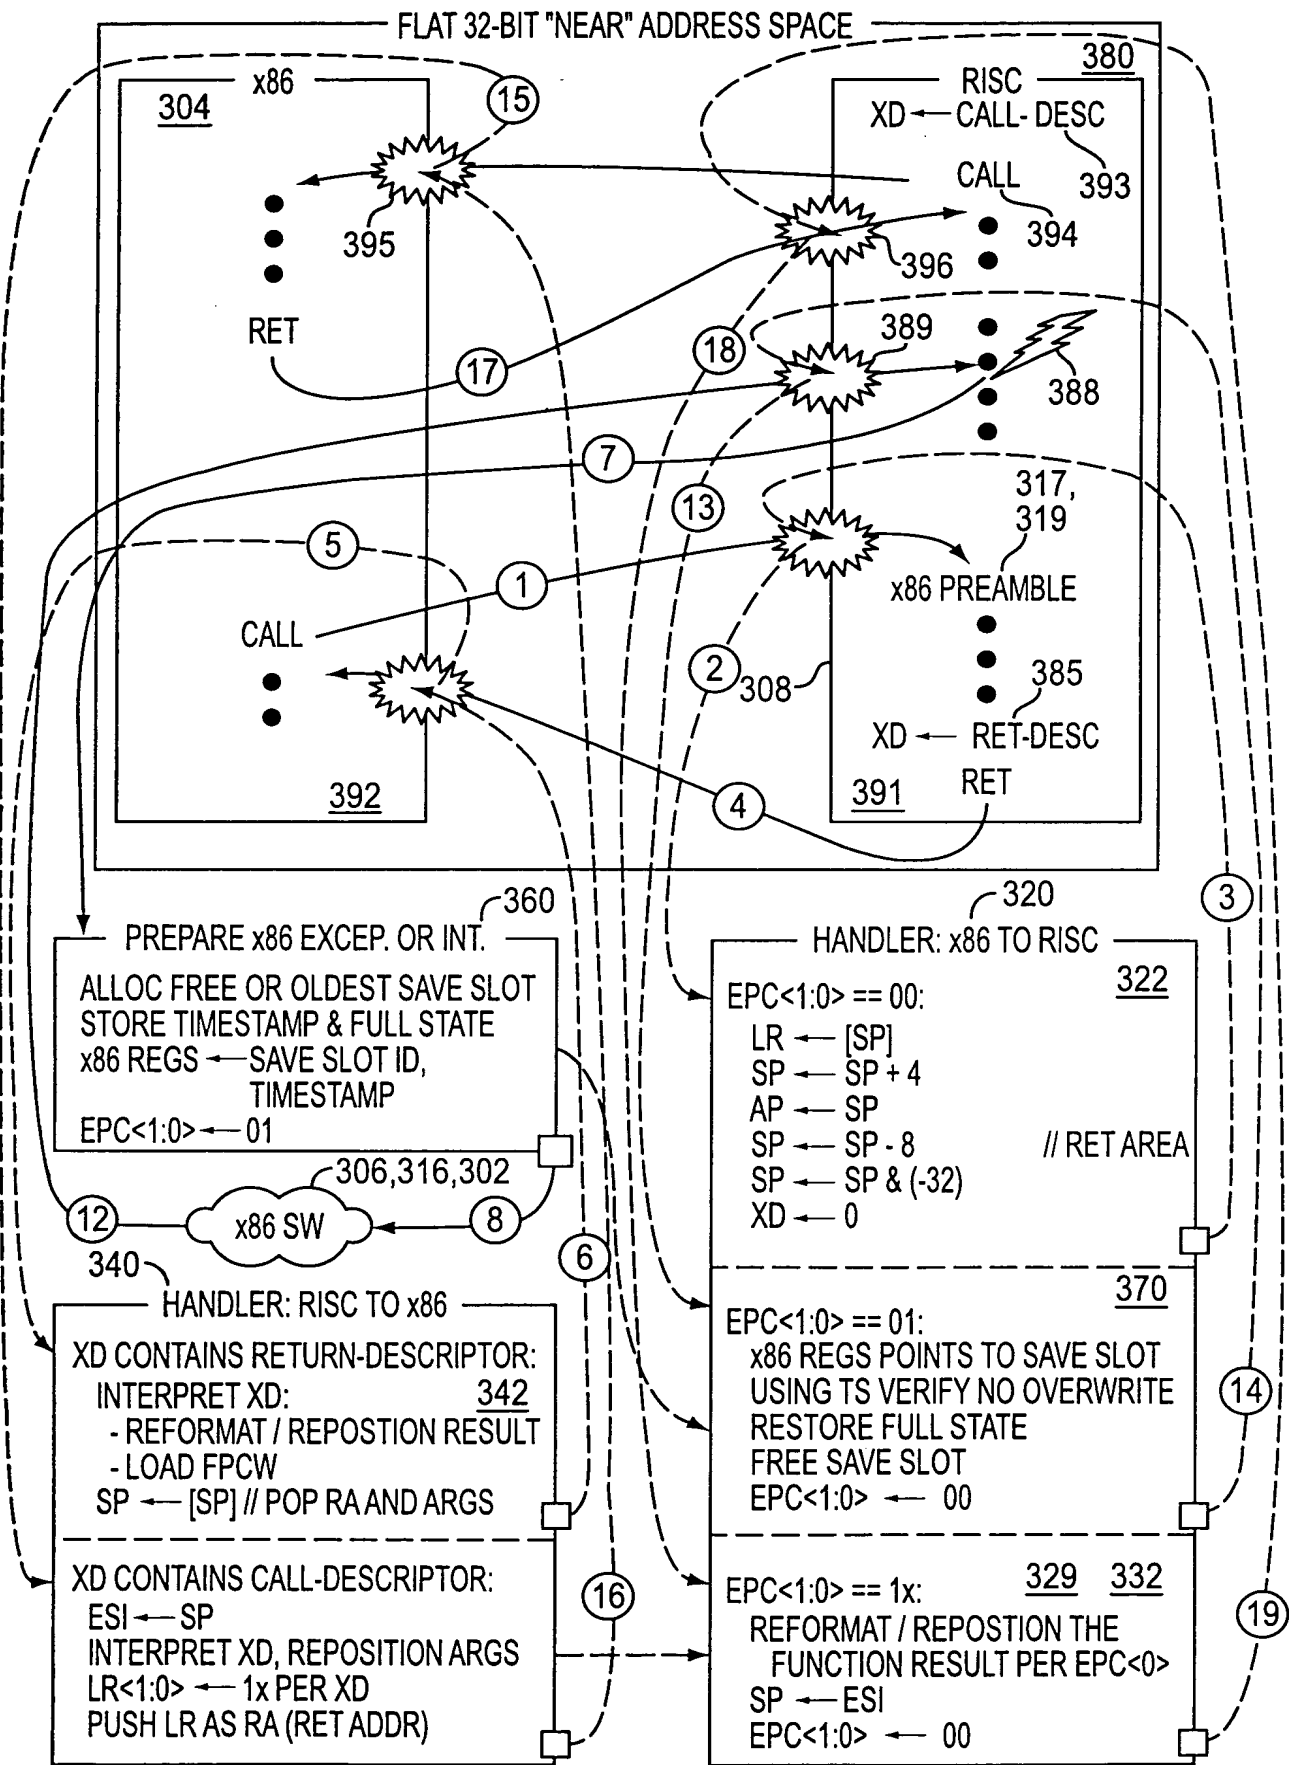 FLAT 32-BIT "NEAR" ADDRESS SPACE
x86
304
15
395
RET
17
7
5
1
CALL
392
4
380
RISC
XD ← CALL- DESC
393
CALL
394
396
18
389
388
13
317,
319
x86 PREAMBLE
2
308
385
XD ← RET-DESC
RET
391
3
360
PREPARE x86 EXCEP. OR INT.
ALLOC FREE OR OLDEST SAVE SLOT
STORE TIMESTAMP & FULL STATE
x86 REGS ← SAVE SLOT ID,
TIMESTAMP
EPC<1:0> ← 01
306,316,302
12
x86 SW
8
6
340
HANDLER: RISC TO x86
XD CONTAINS RETURN-DESCRIPTOR:
INTERPRET XD:
342
- REFORMAT / REPOSTION RESULT
- LOAD FPCW
SP ← [SP] // POP RA AND ARGS
XD CONTAINS CALL-DESCRIPTOR:
ESI ← SP
INTERPRET XD, REPOSITION ARGS
LR<1:0> ← 1x PER XD
PUSH LR AS RA (RET ADDR)
16
320
HANDLER: x86 TO RISC
322
EPC<1:0> == 00:
LR ← [SP]
SP ← SP + 4
AP ← SP
SP ← SP - 8 // RET AREA
SP ← SP & (-32)
XD ← 0
370
EPC<1:0> == 01:
x86 REGS POINTS TO SAVE SLOT
USING TS VERIFY NO OVERWRITE
RESTORE FULL STATE
FREE SAVE SLOT
EPC<1:0> ← 00
14
EPC<1:0> == 1x:
329 332
REFORMAT / REPOSTION THE
FUNCTION RESULT PER EPC<0>
SP ← ESI
EPC<1:0> ← 00
19